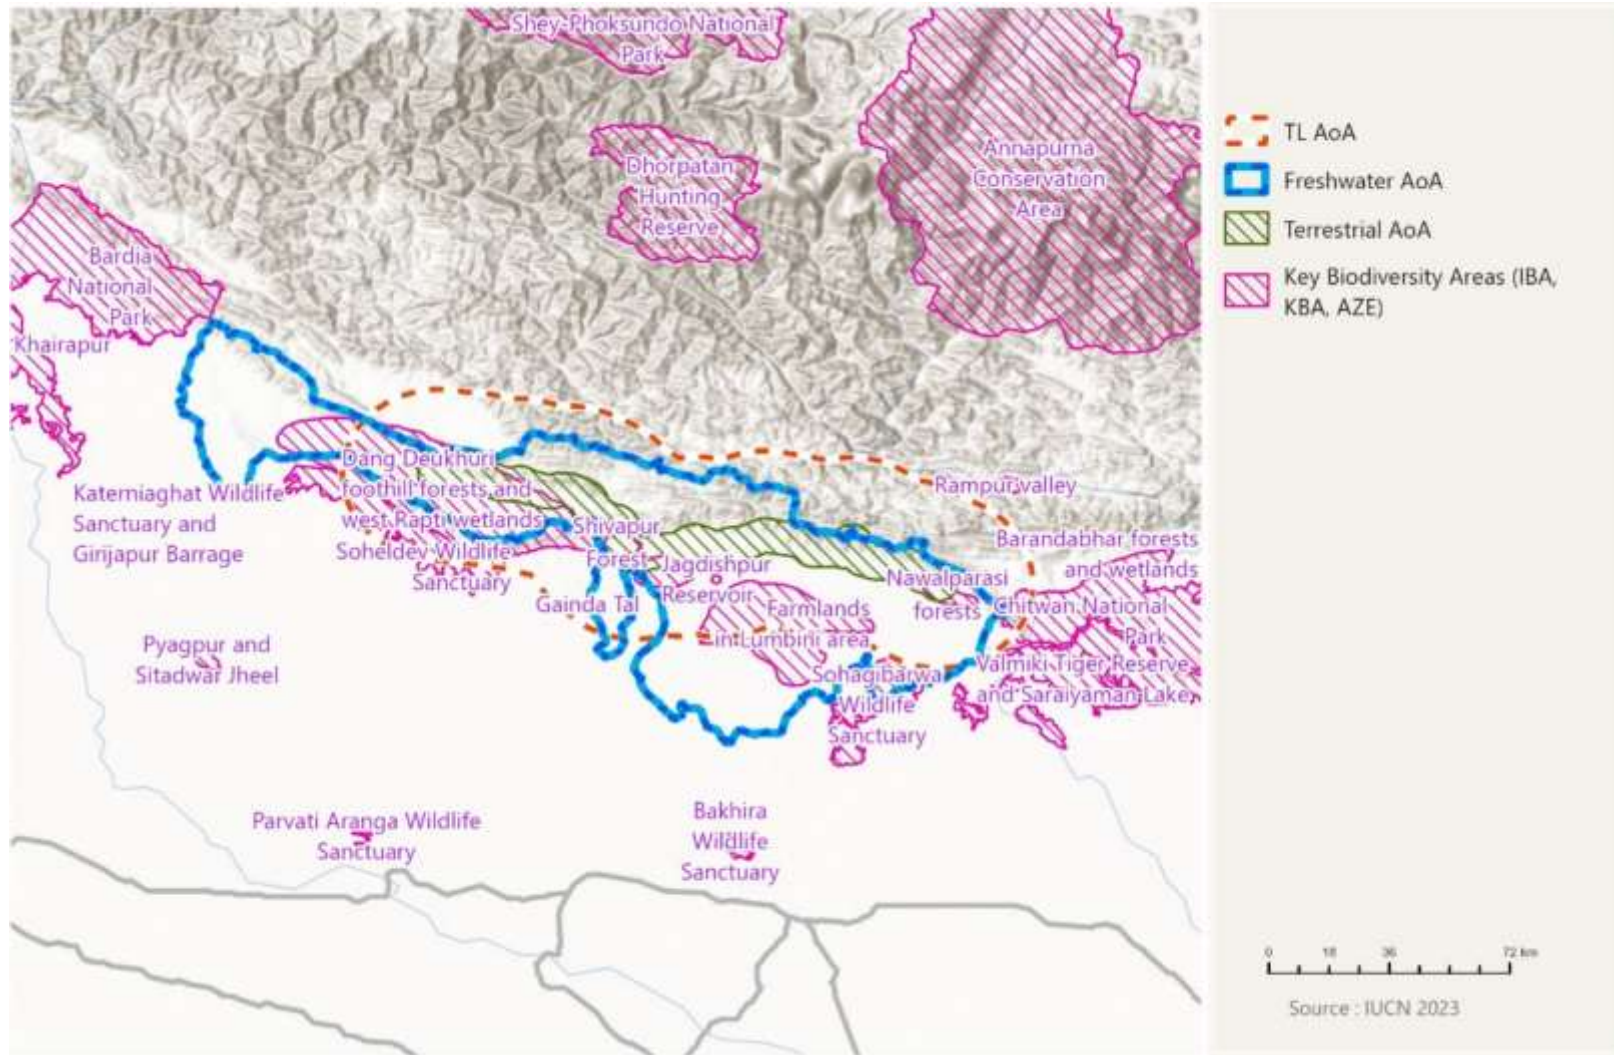 Shey-Phoksundo National
Park
Dhorpatan
Hunting
Reserve
Annapurna
Conservation
Area
Bardia
National
Park
Khairapur
Dang Deukhuri
foothill forests and
west Rapti wetlands
Katerniaghat Wildlife
Sanctuary and
Girijapur Barrage
Soheldev Wildlife
Sanctuary
Shivapur
Forest
Jagdishpur
Reservoir
Gainda Tal
Farmlands
in Lumbini area
Rampur valley
Barandabhar forests
and wetlands
Nawalparasi
forests
Chitwan National
Park
Valmiki Tiger Reserve
and Saraiyaman Lake
Sohagibarwa
Wildlife
Sanctuary
Pyagpur and
Sitadwar Jheel
Parvati Aranga Wildlife
Sanctuary
Bakhira
Wildlife
Sanctuary
TL AoA
Freshwater AoA
Terrestrial AoA
Key Biodiversity Areas (IBA,
KBA, AZE)
0 18 36 72 km
Source : IUCN 2023